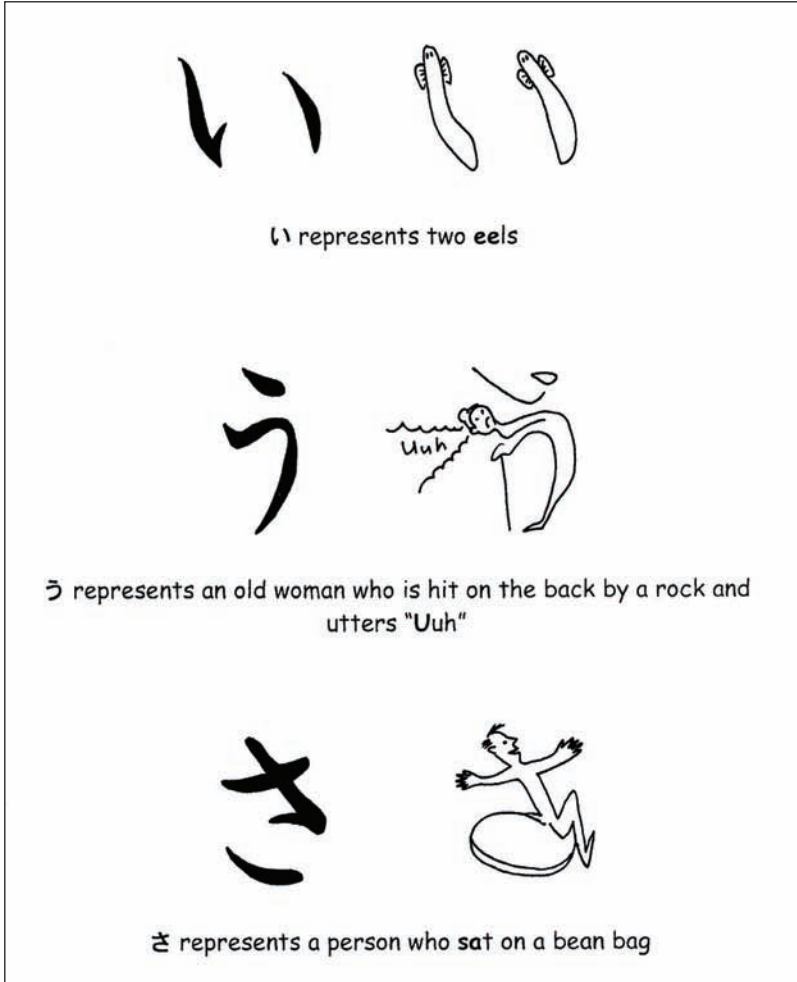 い
い represents two eels
う
Uuh
う represents an old woman who is hit on the back by a rock and
utters "Uuh"
さ
さ represents a person who sat on a bean bag